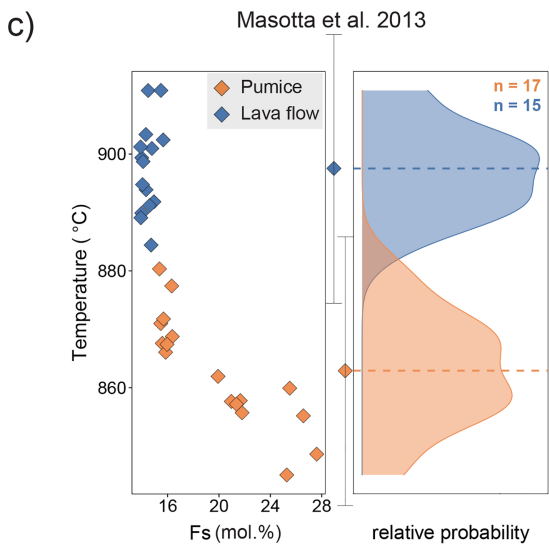 c)
Masotta et al. 2013
Pumice
Lava flow
n = 17
n = 15
Temperature ( °C)
900
880
860
16
20
24
28
Fs (mol.%)
relative probability